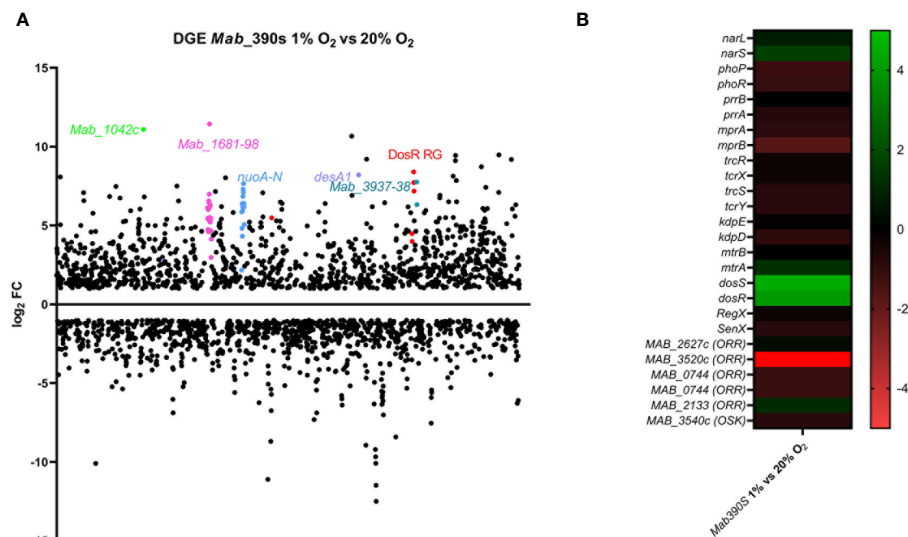 A
DGE Mab_390s 1% O2 vs 20% O2
15
10
5
0
-5
-10
log2 FC
Mab_1042c
Mab_1681-98
nuoA-N
desA1
DosR RG
Mab_3937-38
B
narL
narS
phoP
phoR
prrB
prrA
mprA
mprB
trcR
tcrX
trcS
tcrY
kdpE
kdpD
mtrB
mtrA
dosS
dosR
RegX
SenX
MAB_2627c (ORR)
MAB_3520c (ORR)
MAB_0744 (ORR)
MAB_0744 (ORR)
MAB_2133 (ORR)
MAB_3540c (OSK)
4
2
0
-2
-4
Mab390S 1% vs 20% O2